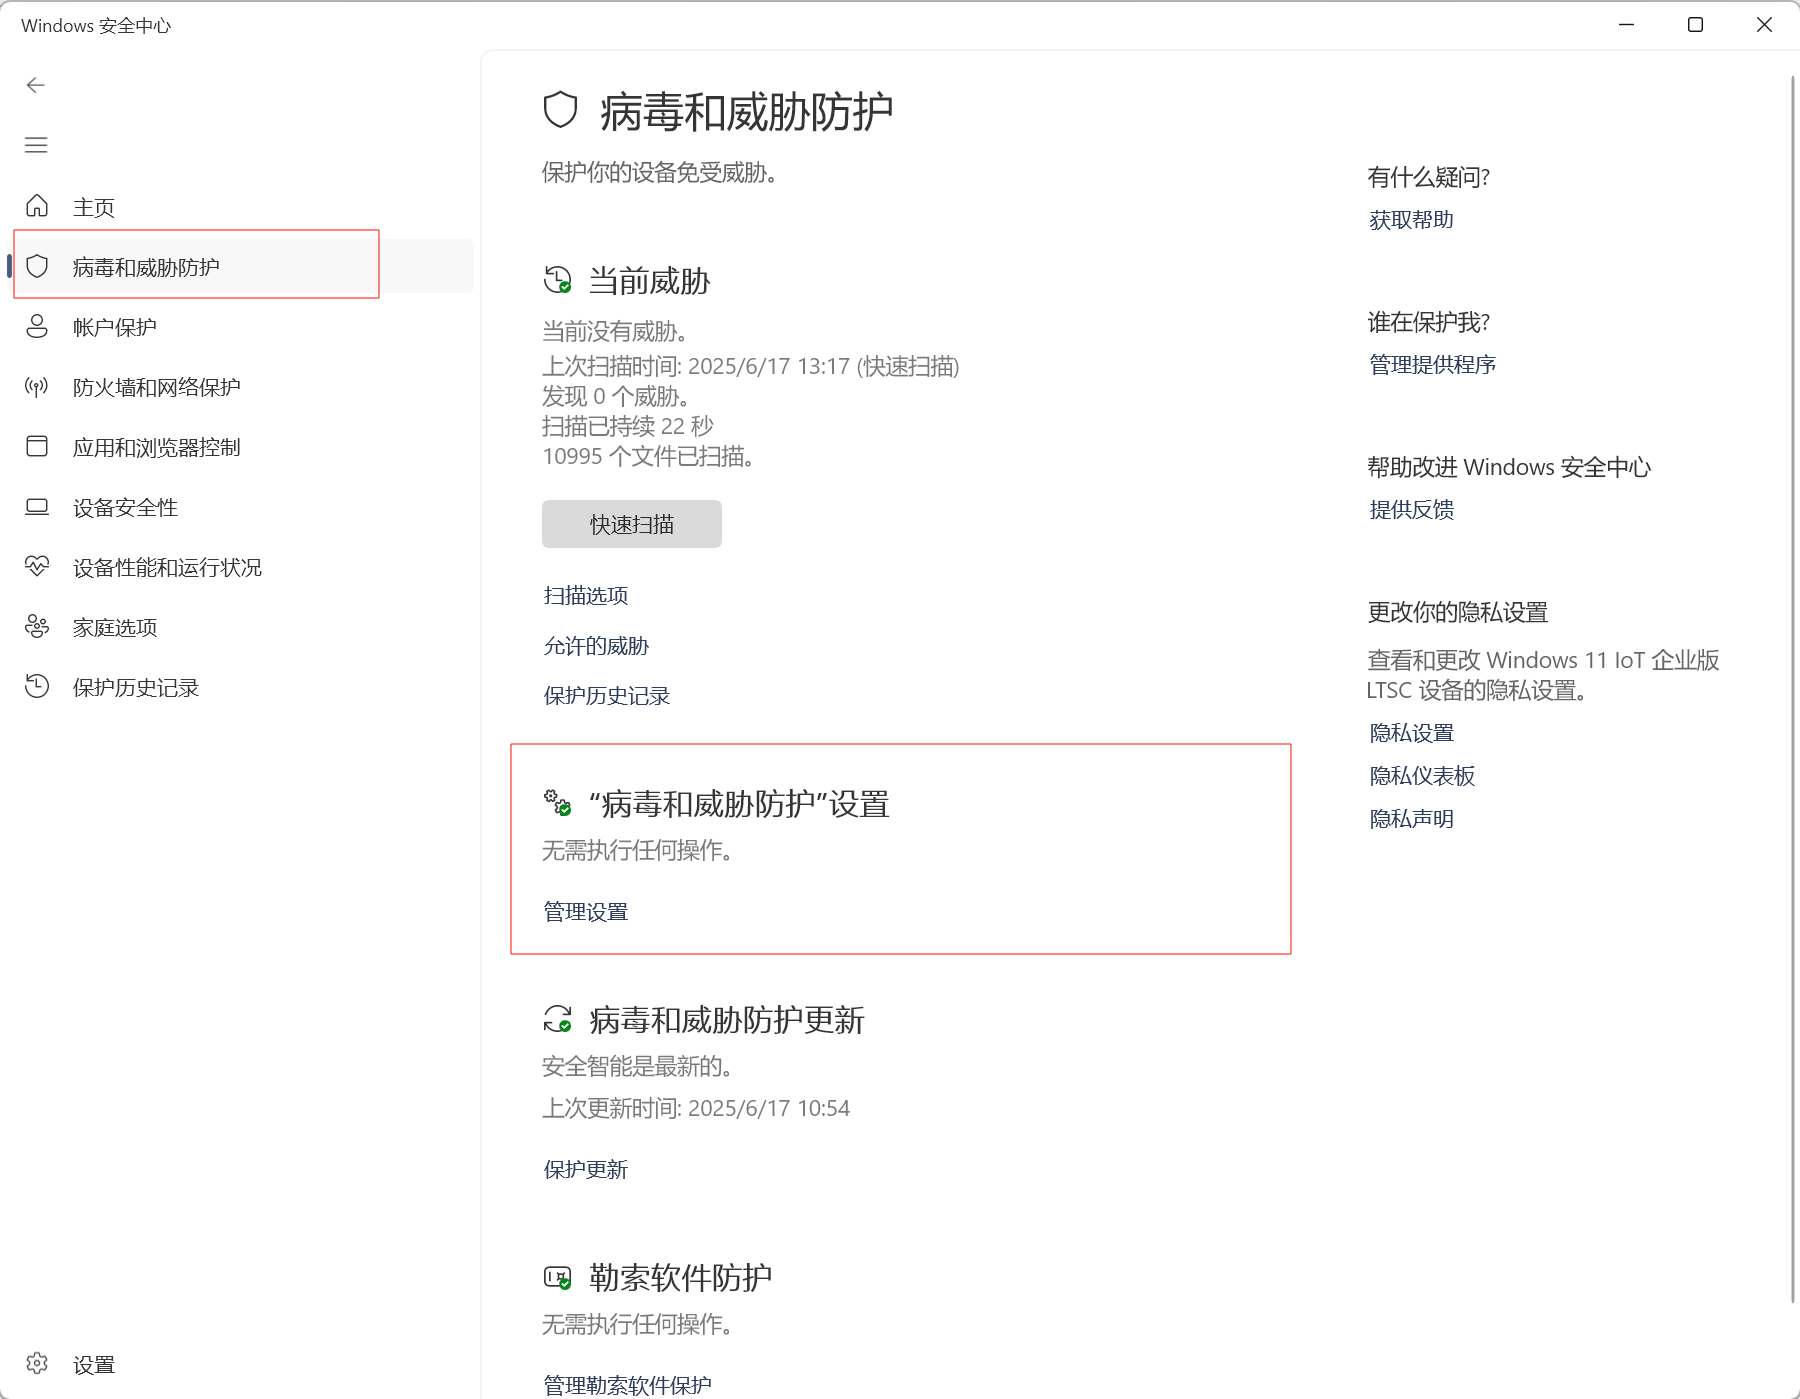 Windows 安全中心
主页
病毒和威胁防护
帐户保护
防火墙和网络保护
应用和浏览器控制
设备安全性
设备性能和运行状况
家庭选项
保护历史记录
设置
病毒和威胁防护
保护你的设备免受威胁。
当前威胁
当前没有威胁。
上次扫描时间: 2025/6/17 13:17 (快速扫描)
发现 0 个威胁。
扫描已持续 22 秒
10995 个文件已扫描。
快速扫描
扫描选项
允许的威胁
保护历史记录
“病毒和威胁防护”设置
无需执行任何操作。
管理设置
病毒和威胁防护更新
安全智能是最新的。
上次更新时间: 2025/6/17 10:54
保护更新
勒索软件防护
无需执行任何操作。
管理勒索软件保护
有什么疑问?
获取帮助
谁在保护我?
管理提供程序
帮助改进 Windows 安全中心
提供反馈
更改你的隐私设置
查看和更改 Windows 11 IoT 企业版
LTSC 设备的隐私设置。
隐私设置
隐私仪表板
隐私声明